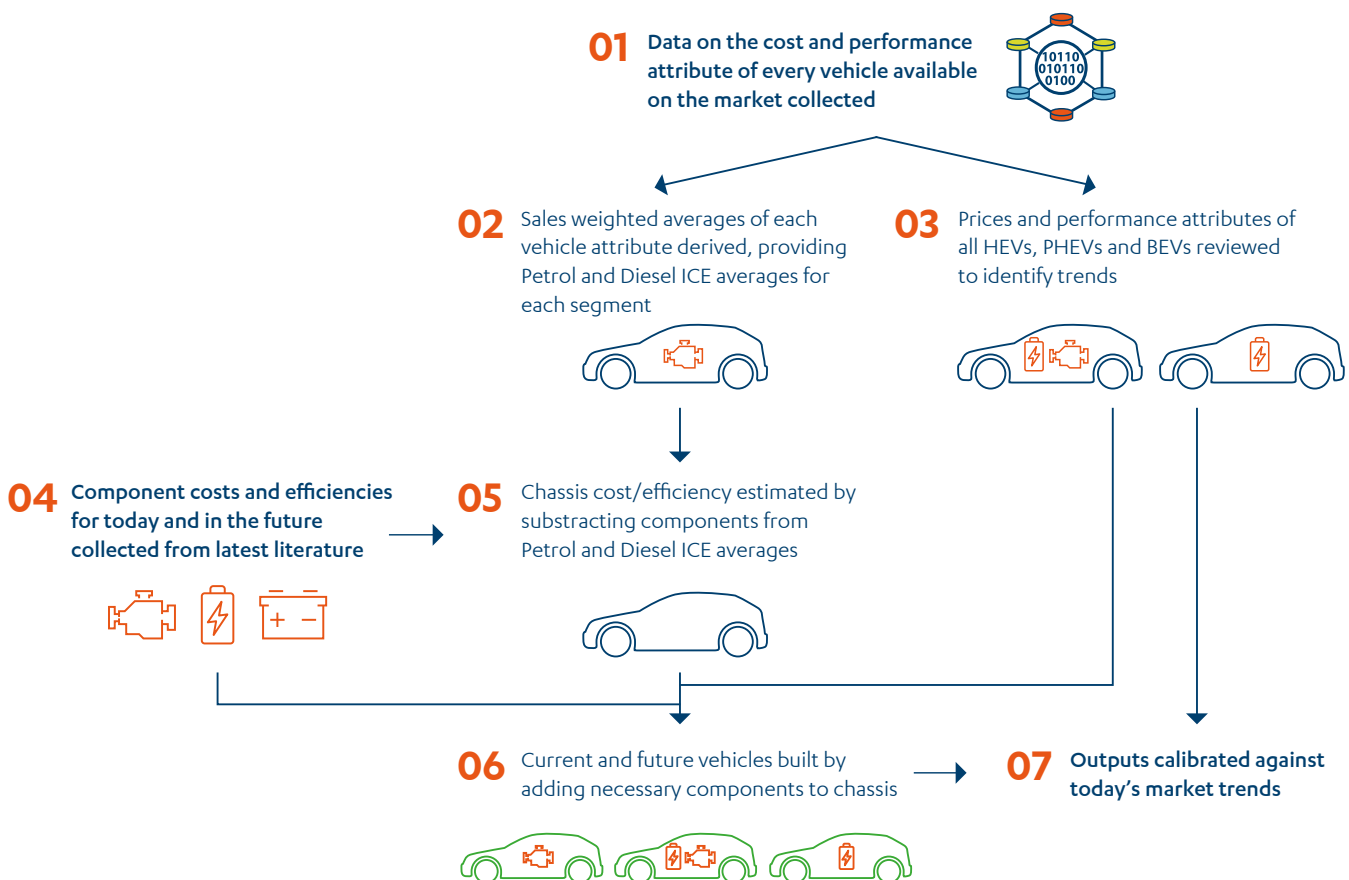 01
Data on the cost and performance
attribute of every vehicle available
on the market collected
10110
010110
0100
02
Sales weighted averages of each
vehicle attribute derived, providing
Petrol and Diesel ICE averages for
each segment
03
Prices and performance attributes of
all HEVs, PHEVs and BEVs reviewed
to identify trends
04
Component costs and efficiencies
for today and in the future
collected from latest literature
+ −
05
Chassis cost/efficiency estimated by
substracting components from
Petrol and Diesel ICE averages
06
Current and future vehicles built by
adding necessary components to chassis
07
Outputs calibrated against
today’s market trends